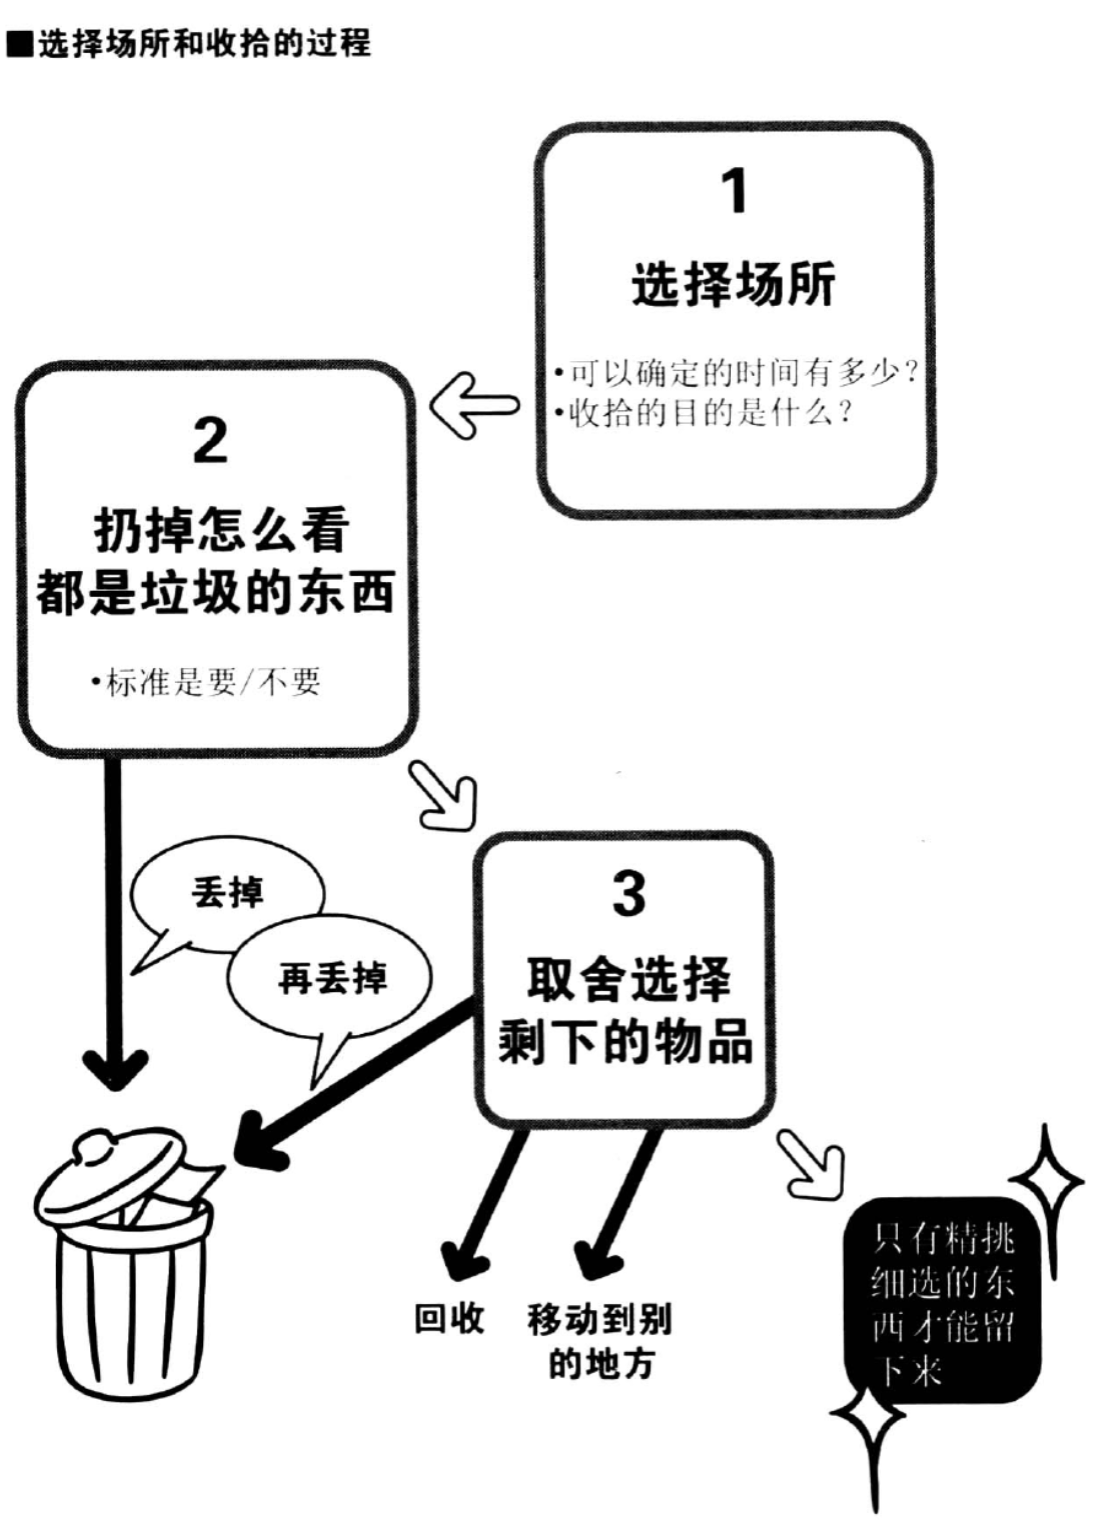 ■选择场所和收拾的过程
1
选择场所
•可以确定的时间有多少?
•收拾的目的是什么?
2
扔掉怎么看
都是垃圾的东西
•标准是要/不要
丢掉
再丢掉
3
取舍选择
剩下的物品
回收
移动到别
的地方
只有精挑
细选的东
西才能留
下来